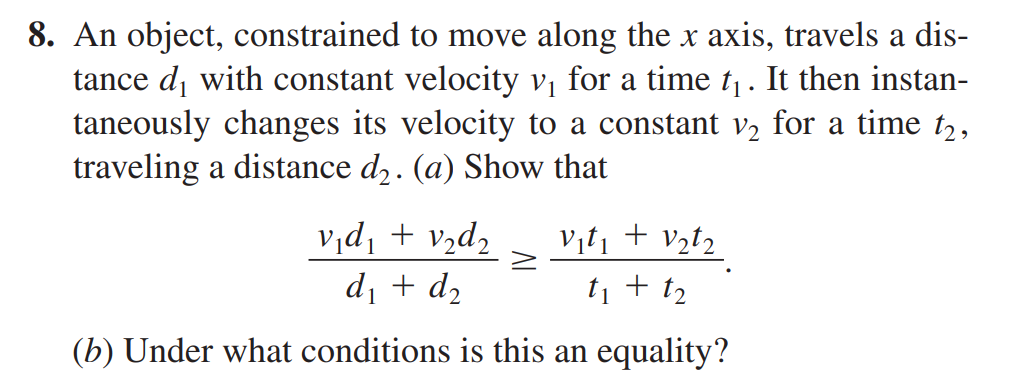 8. An object, constrained to move along the x axis, travels a dis-
tance d₁ with constant velocity v₁ for a time t₁. It then instan-
taneously changes its velocity to a constant v₂ for a time t₂,
traveling a distance d₂. (a) Show that
(v₁d₁ + v₂d₂)/(d₁ + d₂) ≥ (v₁t₁ + v₂t₂)/(t₁ + t₂).
(b) Under what conditions is this an equality?